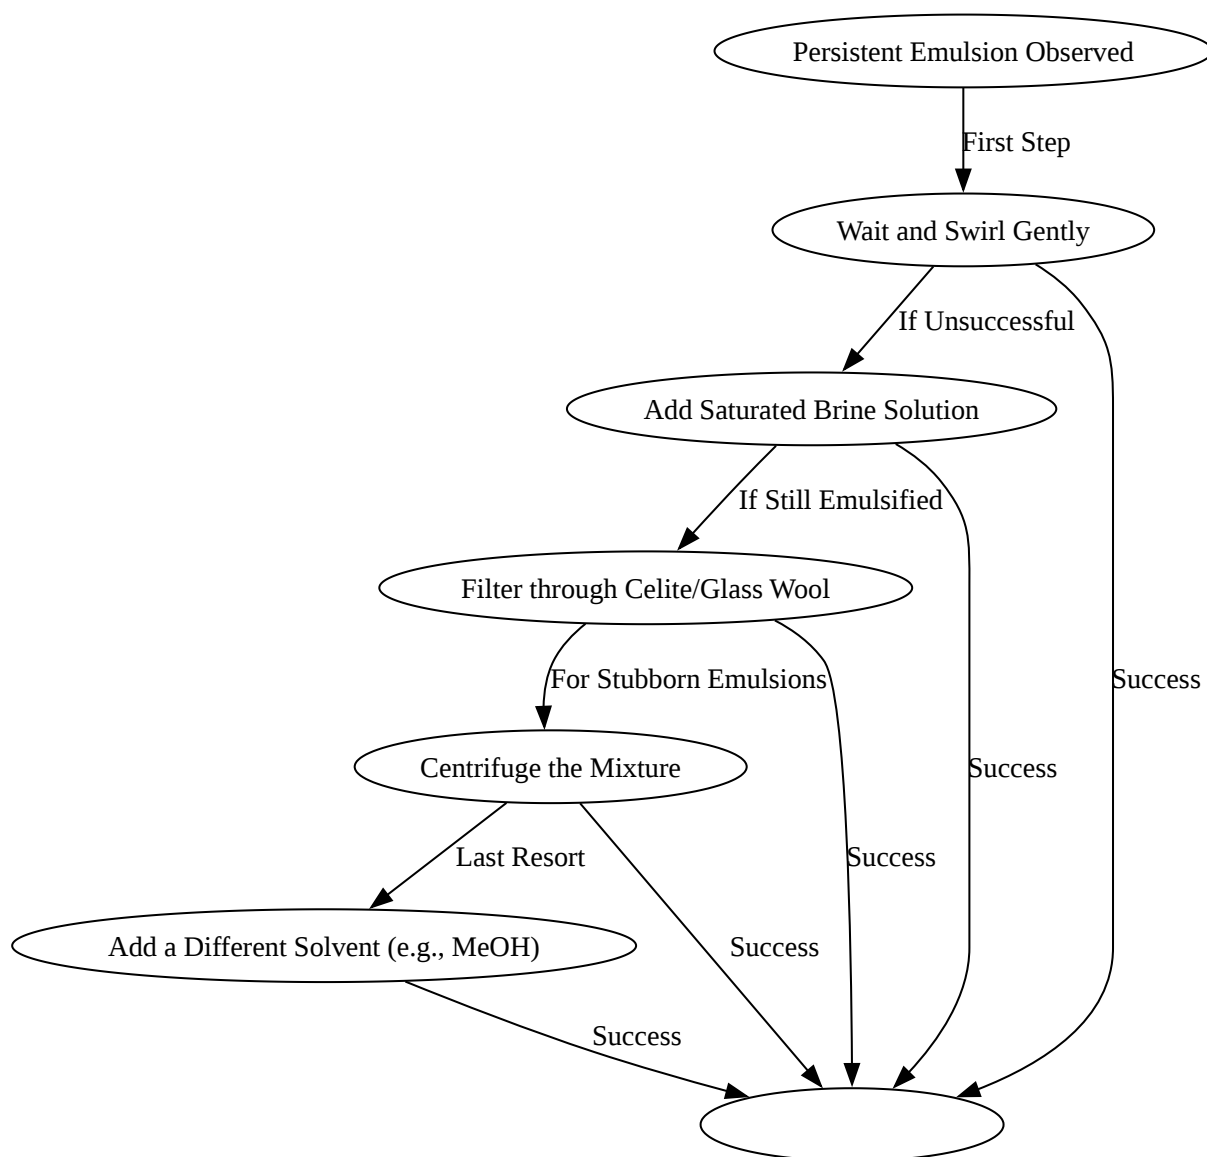 Persistent Emulsion Observed
First Step
Wait and Swirl Gently
If Unsuccessful
Add Saturated Brine Solution
If Still Emulsified
Filter through Celite/Glass Wool
For Stubborn Emulsions
Success
Centrifuge the Mixture
Success
Last Resort
Success
Add a Different Solvent (e.g., MeOH)
Success
Success